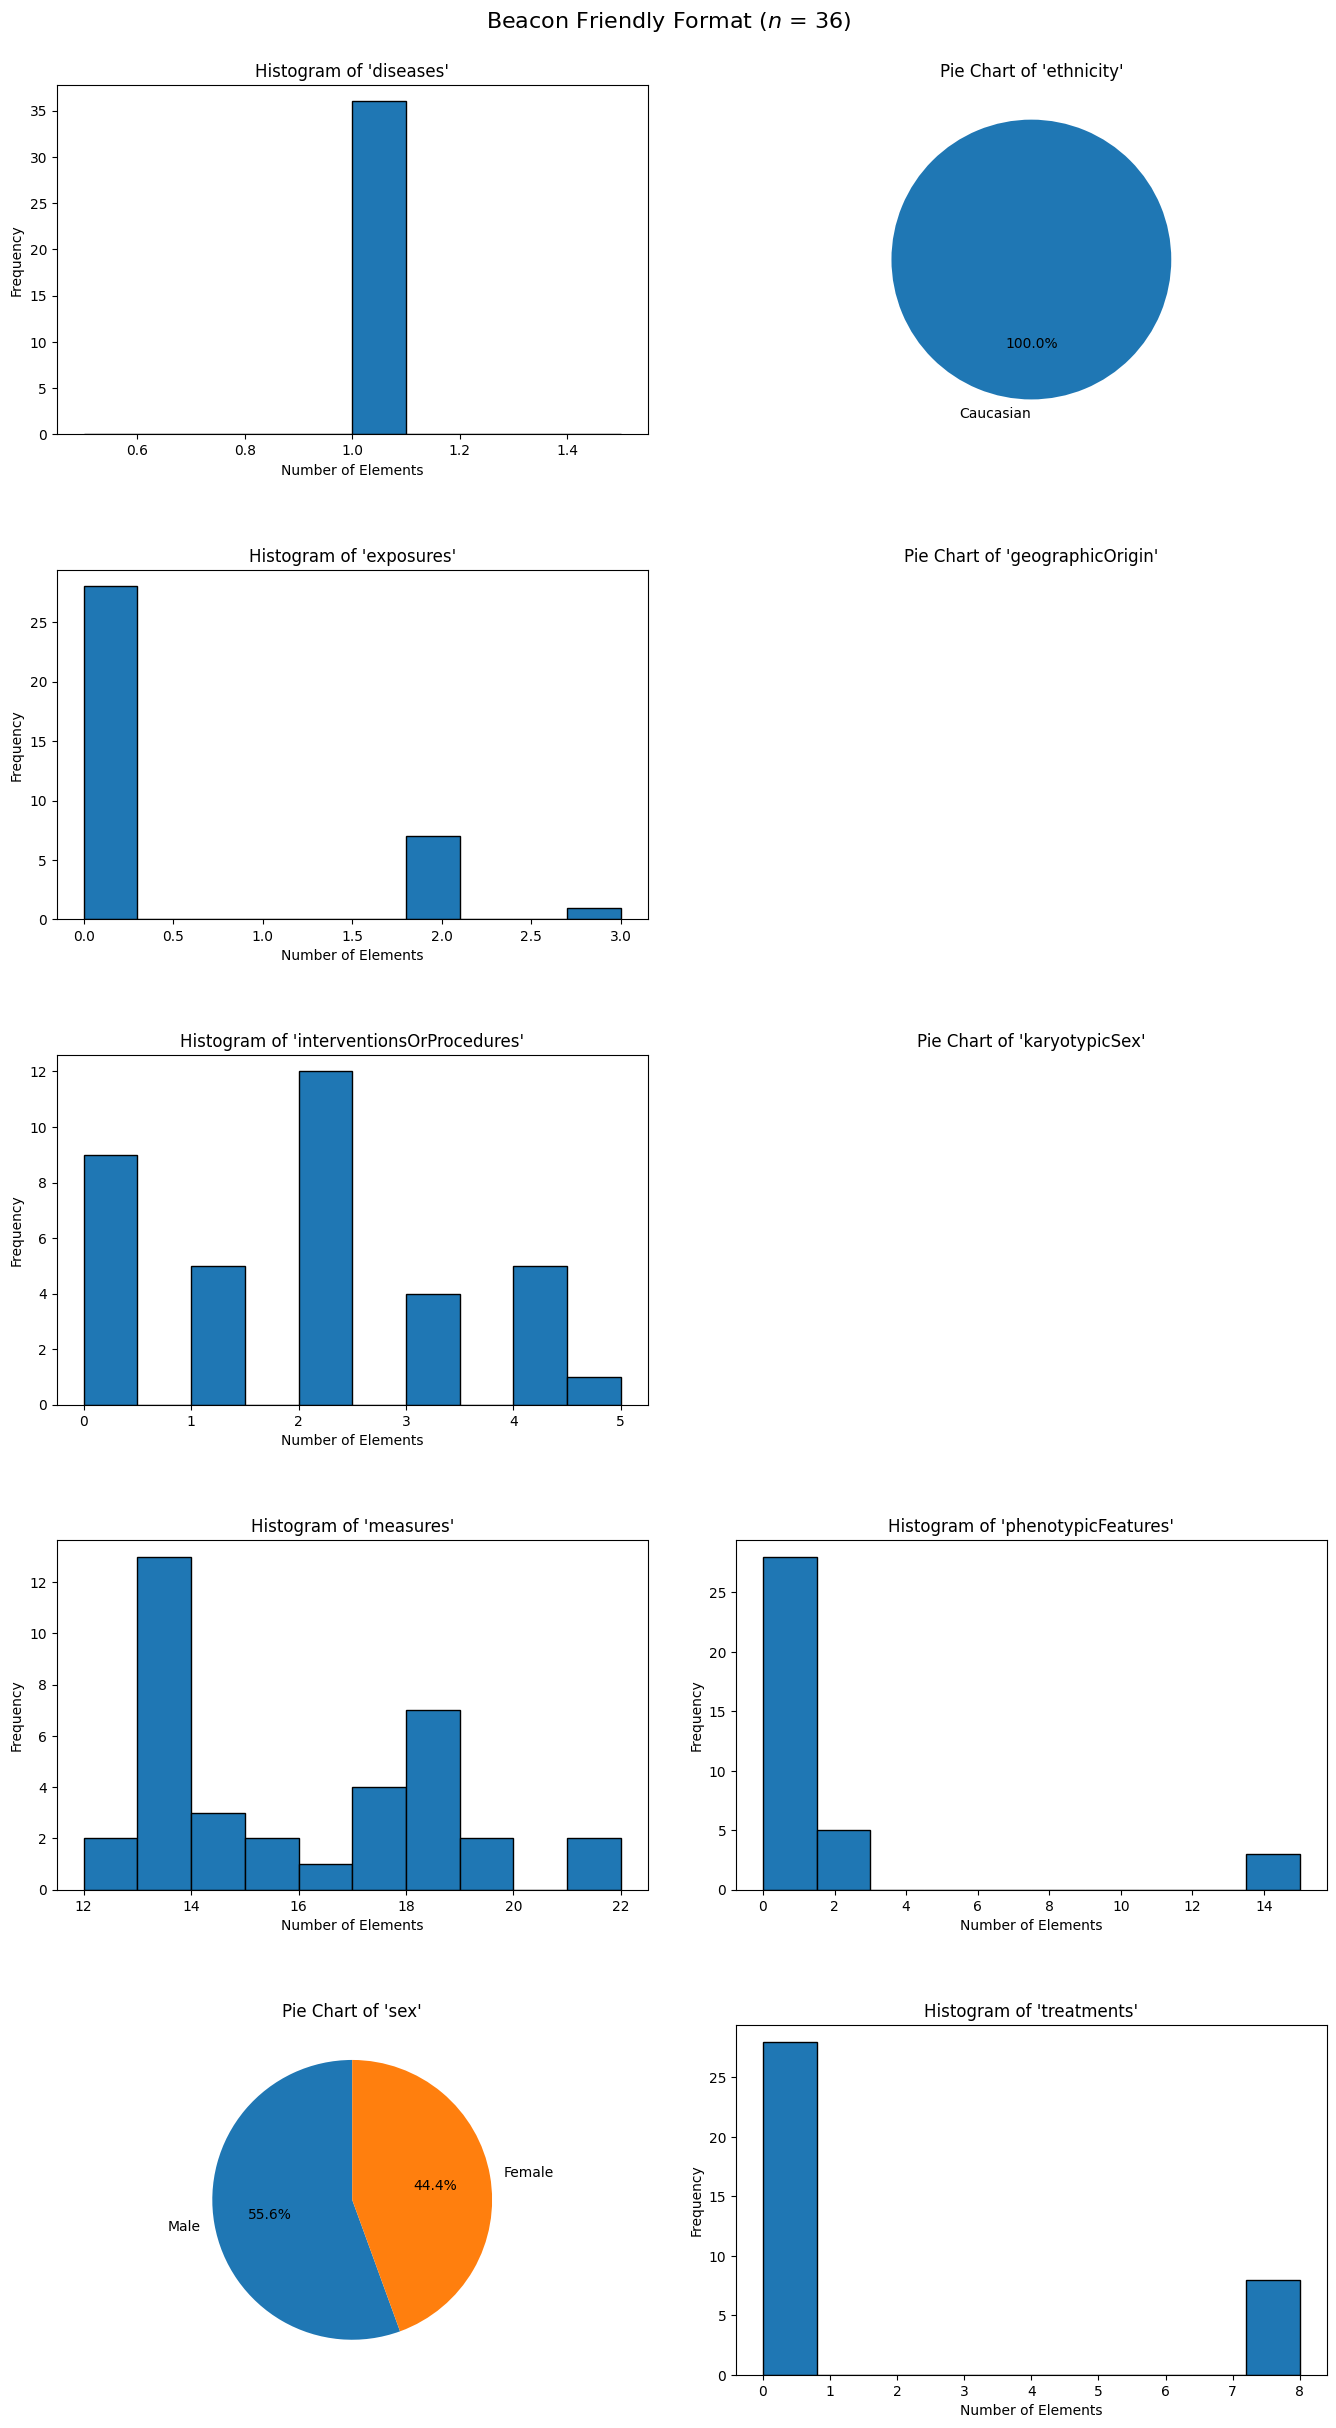 Beacon Friendly Format (n = 36)
Histogram of 'diseases'
35
30
25
20
15
10
5
0
Frequency
0.6 0.8 1.0 1.2 1.4
Number of Elements
Pie Chart of 'ethnicity'
100.0%
Caucasian
Histogram of 'exposures'
25
20
15
10
5
0
Frequency
0.0 0.5 1.0 1.5 2.0 2.5 3.0
Number of Elements
Pie Chart of 'geographicOrigin'
Histogram of 'interventionsOrProcedures'
12
10
8
6
4
2
0
Frequency
0 1 2 3 4 5
Number of Elements
Pie Chart of 'karyotypicSex'
Histogram of 'measures'
12
10
8
6
4
2
0
Frequency
12 14 16 18 20 22
Number of Elements
Histogram of 'phenotypicFeatures'
25
20
15
10
5
0
Frequency
0 2 4 6 8 10 12 14
Number of Elements
Pie Chart of 'sex'
Female
44.4%
55.6%
Male
Histogram of 'treatments'
25
20
15
10
5
0
Frequency
0 1 2 3 4 5 6 7 8
Number of Elements